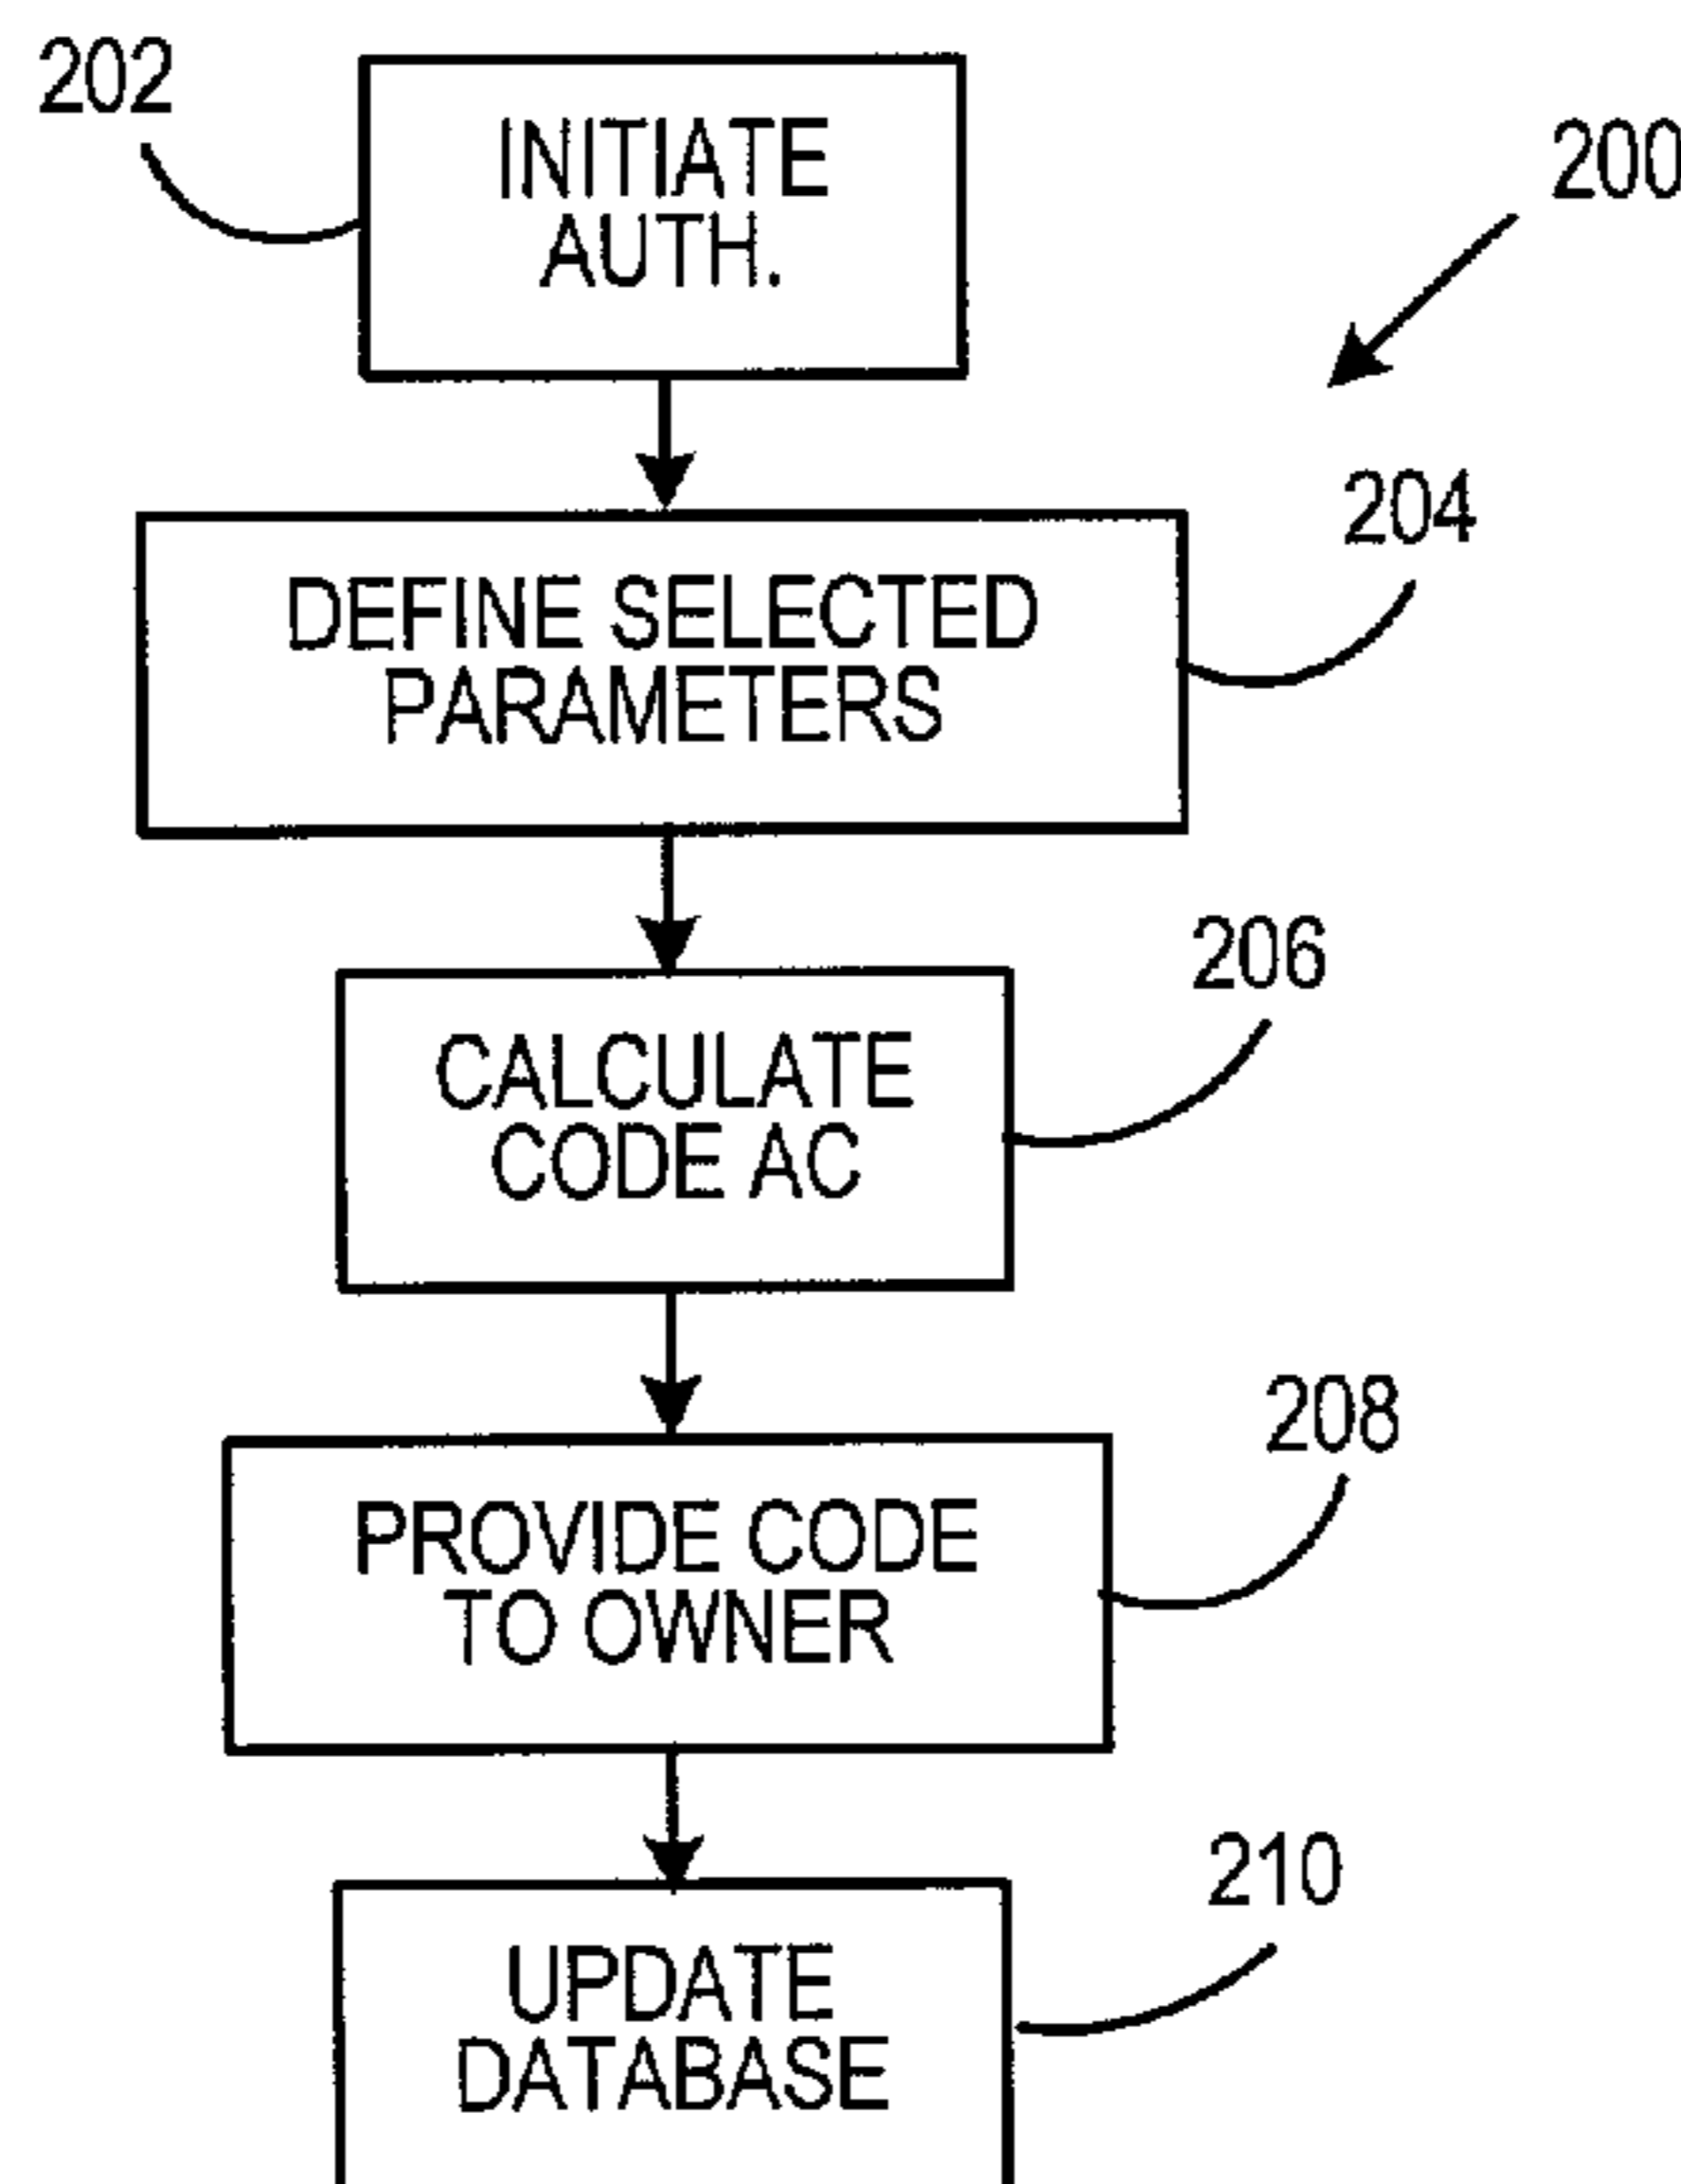 202
INITIATE
AUTH.
200
DEFINE SELECTED
PARAMETERS
204
CALCULATE
CODE AC
206
PROVIDE CODE
TO OWNER
208
UPDATE
DATABASE
210